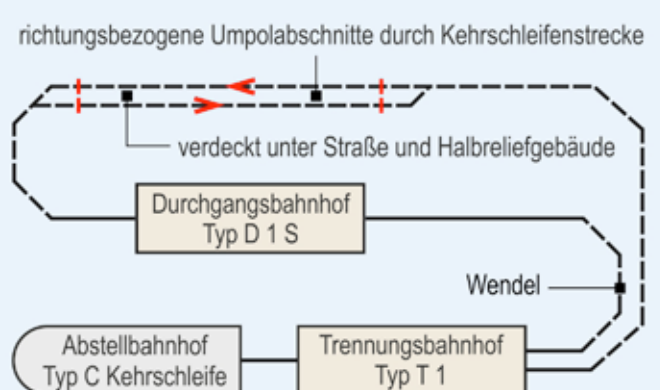 richtungsbezogene Umpolabschnitte durch Kehrschleifenstrecke
verdeckt unter Straße und Halbreliefgebäude
Durchgangsbahnhof
Typ D 1 S
Wendel
Abstellbahnhof
Typ C Kehrschleife
Trennungsbahnhof
Typ T 1